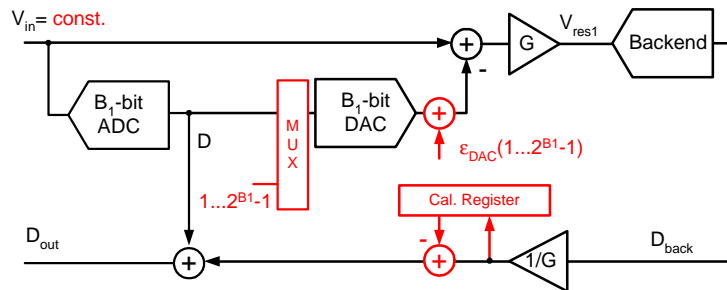 V_in= const.
+
-
G
V_res1
Backend
B_1-bit
ADC
D
M
U
X
B_1-bit
DAC
+
ε_DAC(1...2^B1-1)
1...2^B1-1
Cal. Register
D_out
+
-
+
1/G
D_back